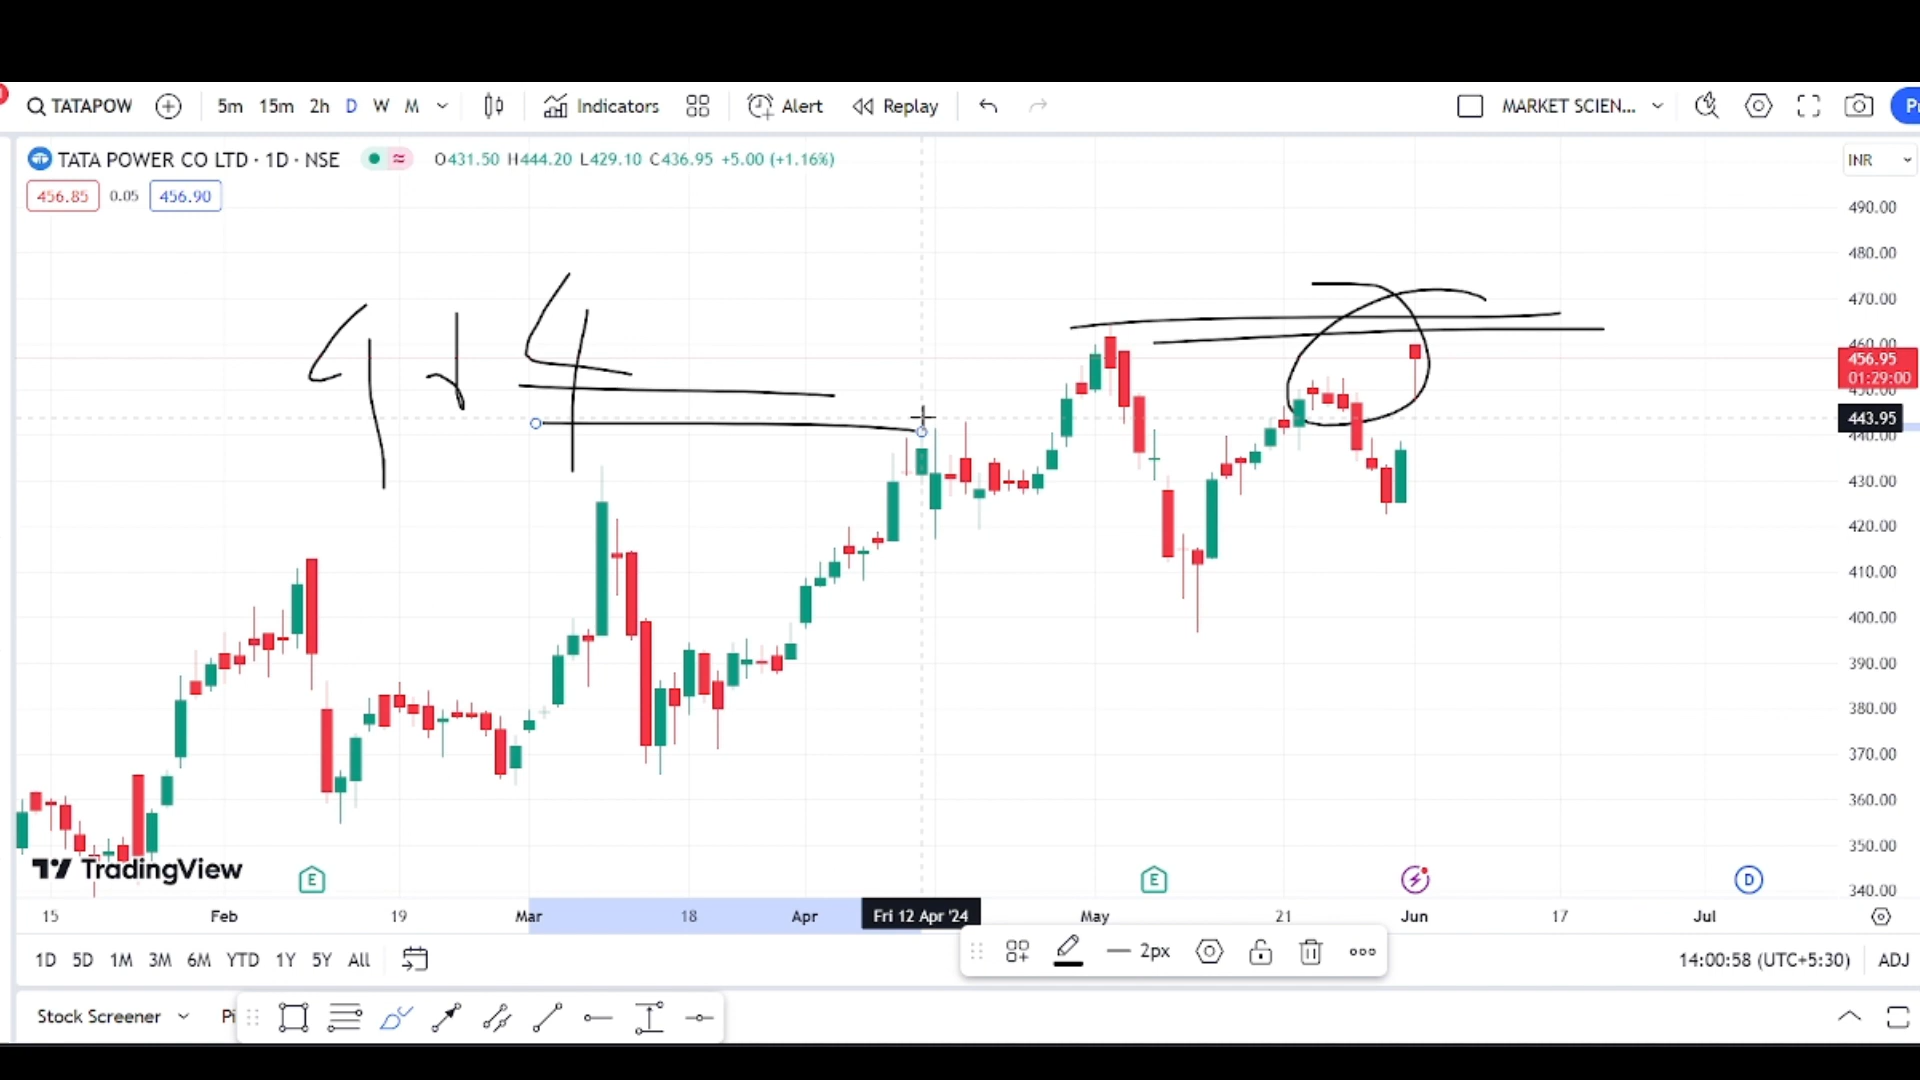 TATAPOW 5m 15m 2h D W M Indicators Alert Replay MARKET SCIEN...
TATA POWER CO LTD · 1D · NSE O431.50 H444.20 L429.10 C436.95 +5.00 (+1.16%) INR
456.85 0.05 456.90
490.00
480.00
470.00
460.00
456.95
01:29:00
443.95
440.00
430.00
420.00
410.00
400.00
390.00
380.00
370.00
360.00
350.00
340.00
TradingView
E E D
15 Feb 19 Mar 18 Apr Fri 12 Apr '24 May 21 Jun 17 Jul
2px
1D 5D 1M 3M 6M YTD 1Y 5Y All 14:00:58 (UTC+5:30) ADJ
Stock Screener Pi